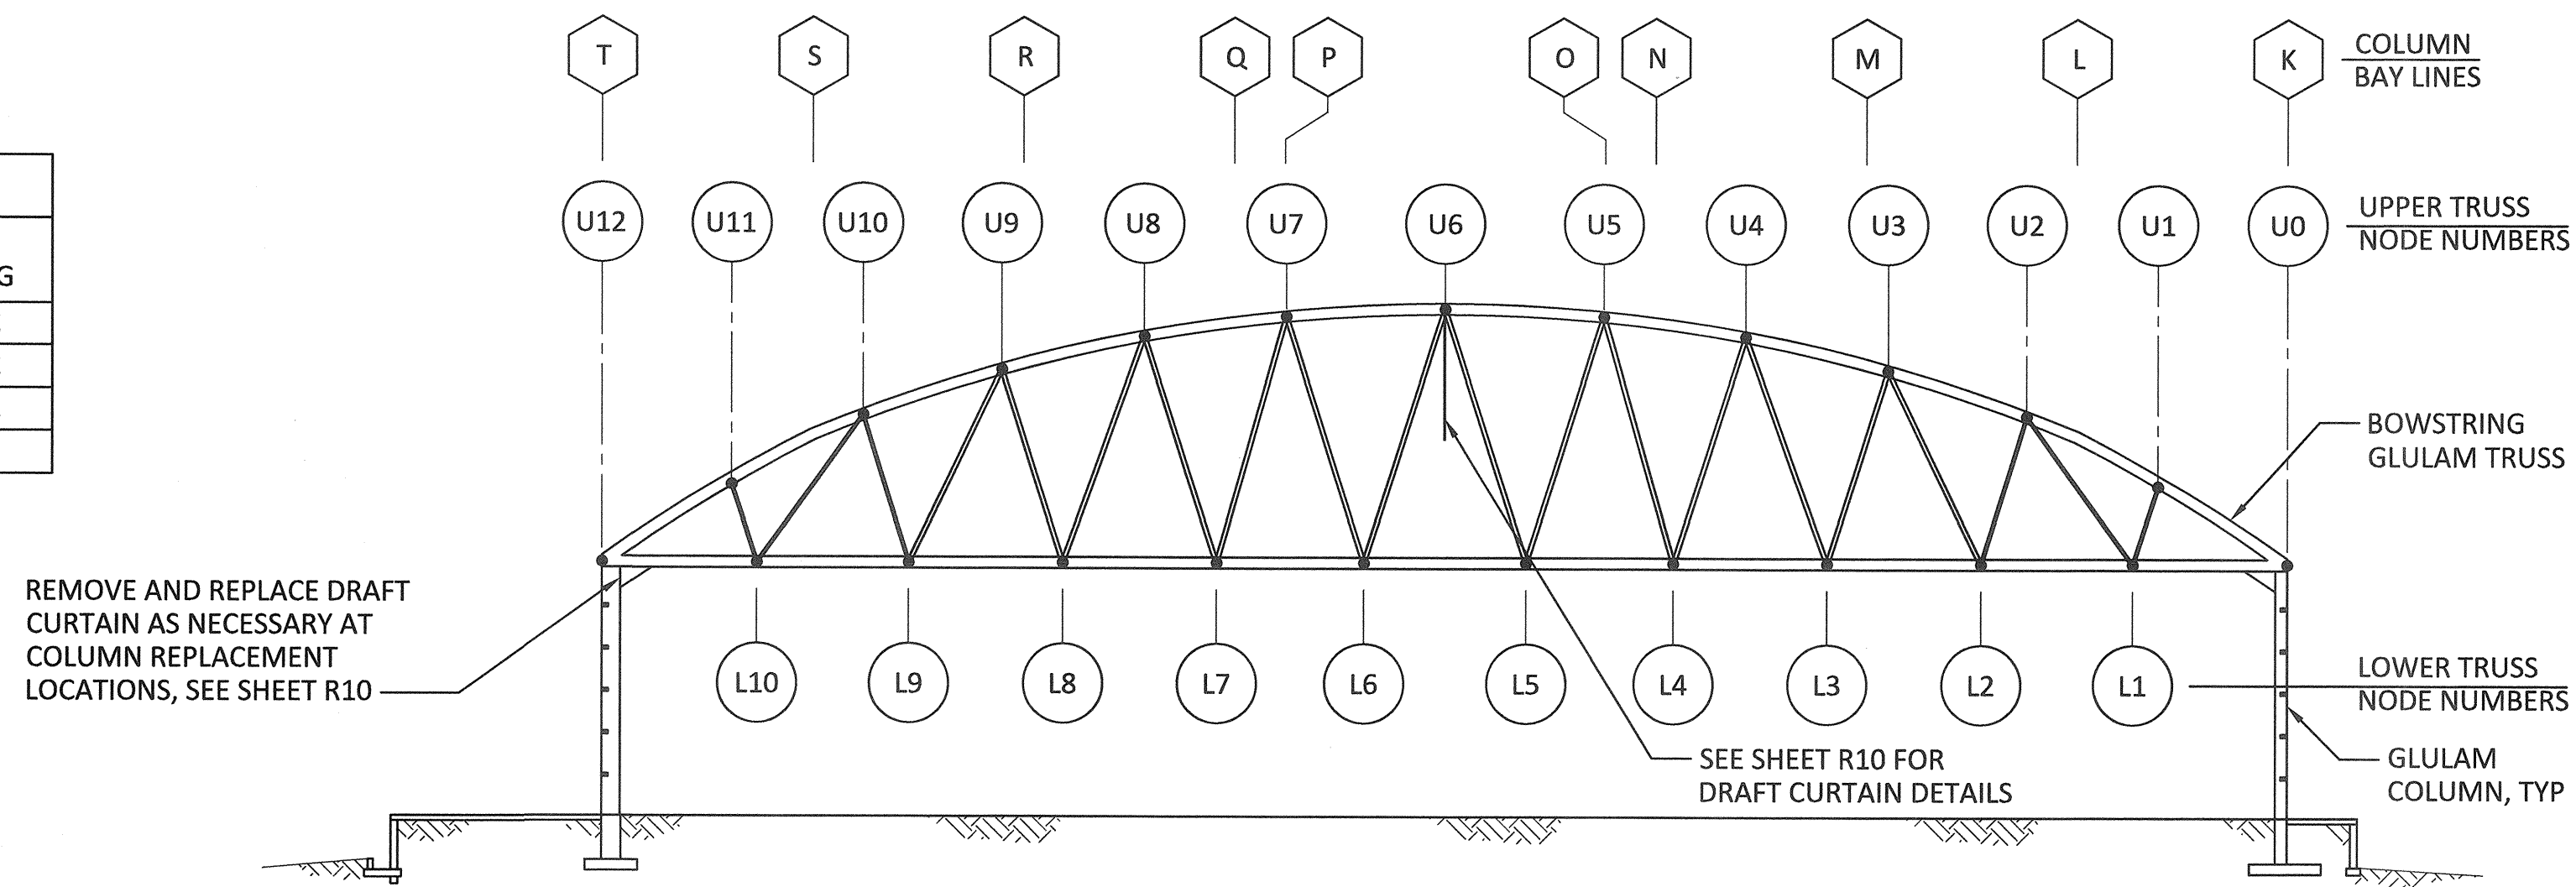 T S R Q P O N M L K
COLUMN
BAY LINES
U12 U11 U10 U9 U8 U7 U6 U5 U4 U3 U2 U1 U0
UPPER TRUSS
NODE NUMBERS
G
BOWSTRING
GLULAM TRUSS
REMOVE AND REPLACE DRAFT
CURTAIN AS NECESSARY AT
COLUMN REPLACEMENT
LOCATIONS, SEE SHEET R10
L10 L9 L8 L7 L6 L5 L4 L3 L2 L1
LOWER TRUSS
NODE NUMBERS
SEE SHEET R10 FOR
DRAFT CURTAIN DETAILS
GLULAM
COLUMN, TYP